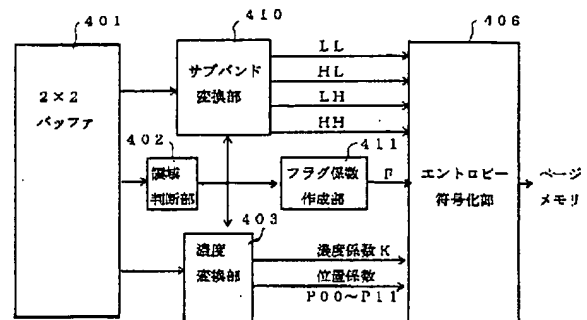 401
410
406
2×2
バッファ
サブバンド
変換部
LL
HL
LH
HH
402
領域
判断部
411
フラグ係数
作成部
F
エントロピー
符号化部
ページ
メモリ
403
濃度
変換部
濃度係数K
位置係数
P00~P11